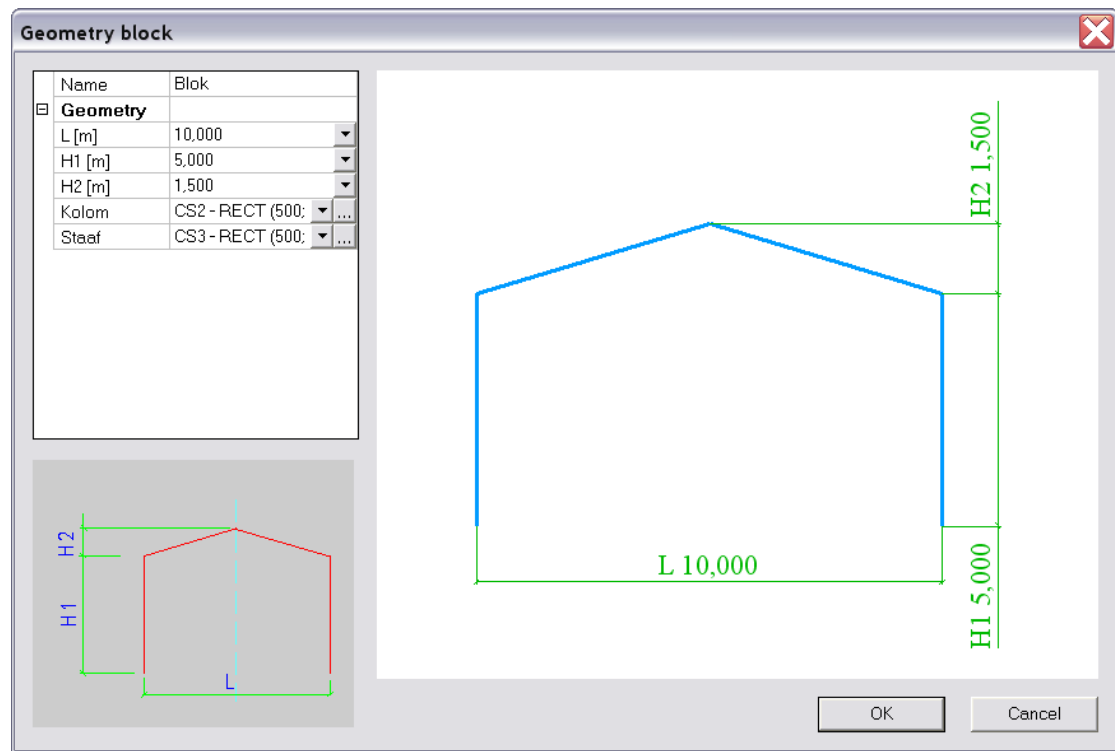 Geometry block
Name Blok
Geometry
L [m] 10,000
H1 [m] 5,000
H2 [m] 1,500
Kolom CS2 - RECT (500; ...
Staaf CS3 - RECT (500; ...
H2 1,500
L 10,000
H1 5,000
H2
H1
L
OK Cancel